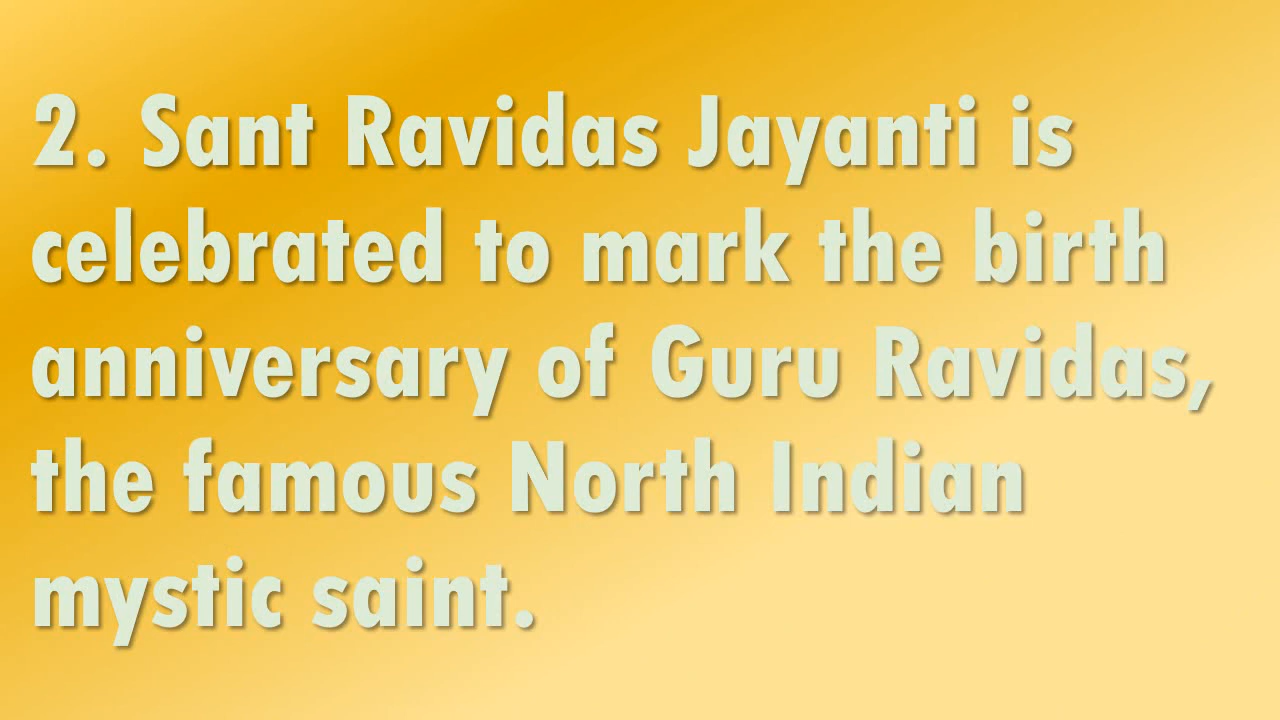 2. Sant Ravidas Jayanti is
celebrated to mark the birth
anniversary of Guru Ravidas,
the famous North Indian
mystic saint.